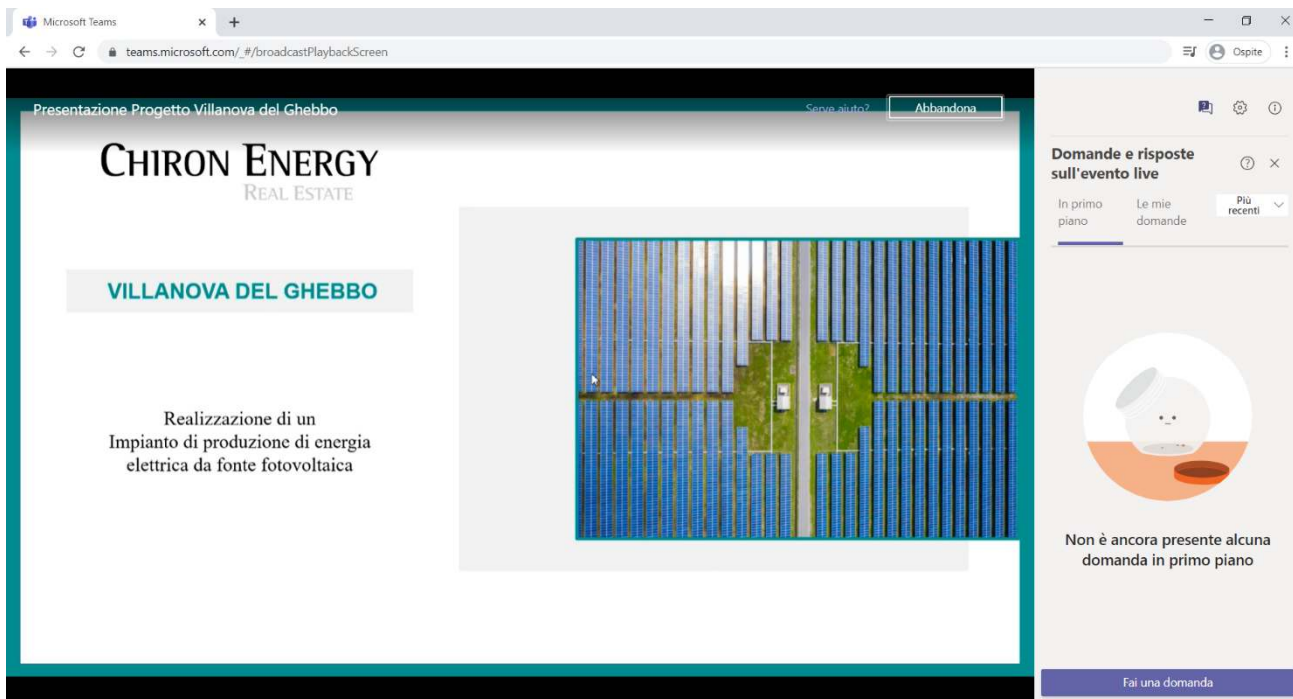 Microsoft Teams
teams.microsoft.com/_#/broadcastPlaybackScreen
Ospite
Presentazione Progetto Villanova del Ghebbo
Serve aiuto?
Abbandona
CHIRON ENERGY
REAL ESTATE
VILLANOVA DEL GHEBBO
Realizzazione di un
Impianto di produzione di energia
elettrica da fonte fotovoltaica
Domande e risposte
sull'evento live
In primo
piano
Le mie
domande
Più
recenti
Non è ancora presente alcuna
domanda in primo piano
Fai una domanda